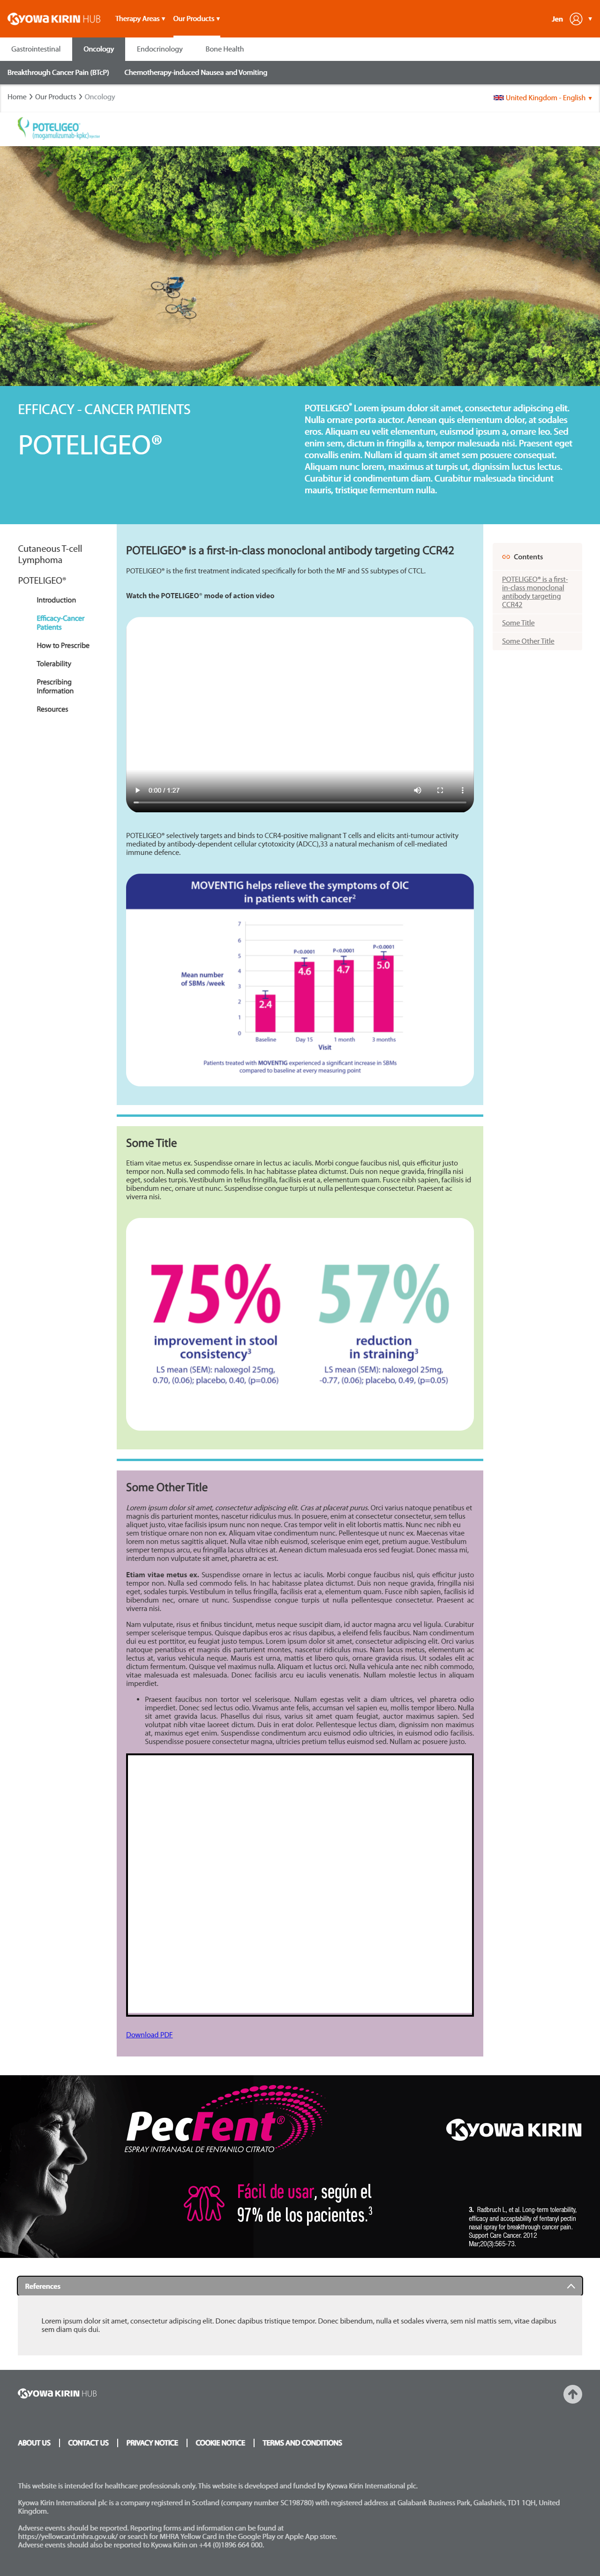 KYOWA KIRIN HUB
Therapy Areas ▾ Our Products ▾
Jen
Gastrointestinal Oncology Endocrinology Bone Health
Breakthrough Cancer Pain (BTcP) Chemotherapy-induced Nausea and Vomiting
Home > Our Products > Oncology
United Kingdom - English
POTELIGEO
(mogamulizumab-kpkc)
EFFICACY - CANCER PATIENTS
POTELIGEO®
POTELIGEO® Lorem ipsum dolor sit amet, consectetur adipiscing elit.
Nulla ornare porta auctor. Aenean quis elementum dolor, at sodales
eros. Aliquam eu velit elementum, euismod ipsum a, ornare leo. Sed
enim sem, dictum in fringilla a, tempor malesuada nisi. Praesent eget
convallis enim. Nullam id quam sit amet sem posuere consequat.
Aliquam nunc lorem, maximus at turpis ut, dignissim luctus lectus.
Curabitur id condimentum diam. Curabitur malesuada tincidunt
mauris, tristique fermentum nulla.
Cutaneous T-cell
Lymphoma
POTELIGEO®
Introduction
Efficacy-Cancer
Patients
How to Prescribe
Tolerability
Prescribing
Information
Resources
POTELIGEO® is a first-in-class monoclonal antibody targeting CCR42
POTELIGEO® is the first treatment indicated specifically for both the MF and SS subtypes of CTCL.
Watch the POTELIGEO® mode of action video
0:00 / 1:27
POTELIGEO® selectively targets and binds to CCR4-positive malignant T cells and elicits anti-tumour activity
mediated by antibody-dependent cellular cytotoxicity (ADCC),33 a natural mechanism of cell-mediated
immune defence.
MOVENTIG helps relieve the symptoms of OIC
in patients with cancer2
Mean number
of SBMs /week
7
6
5
4
3
2
1
0
P<0.0001 P<0.0001 P<0.0001
2.4 4.6 4.7 5.0
Baseline Day 15 1 month 3 months
Visit
Patients treated with MOVENTIG experienced a significant increase in SBMs
compared to baseline at every measuring point
Contents
POTELIGEO® is a first-
in-class monoclonal
antibody targeting
CCR42
Some Title
Some Other Title
Some Title
Etiam vitae metus ex. Suspendisse ornare in lectus ac iaculis. Morbi congue faucibus nisl, quis efficitur justo
tempor non. Nulla sed commodo felis. In hac habitasse platea dictumst. Duis non neque gravida, fringilla nisi
eget, sodales turpis. Vestibulum in tellus fringilla, facilisis erat a, elementum quam. Fusce nibh sapien, facilisis id
bibendum nec, ornare ut nunc. Suspendisse congue turpis ut nulla pellentesque consectetur. Praesent ac
viverra nisi.
75% 57%
improvement in stool
consistency3
LS mean (SEM): naloxegol 25mg,
0.70, (0.06); placebo, 0.40, (p=0.06)
reduction
in straining3
LS mean (SEM): naloxegol 25mg,
-0.77, (0.06); placebo, 0.49, (p=0.05)
Some Other Title
Lorem ipsum dolor sit amet, consectetur adipiscing elit. Cras at placerat purus. Orci varius natoque penatibus et
magnis dis parturient montes, nascetur ridiculus mus. In posuere, enim at consectetur consectetur, sem tellus
aliquet justo, vitae facilisis ipsum nunc non neque. Cras tempor velit in elit lobortis mattis. Nunc nec nibh eu
sem tristique ornare non non ex. Aliquam vitae condimentum nunc. Pellentesque ut nunc ex. Maecenas vitae
lorem non metus sagittis aliquet. Nulla vitae nibh euismod, scelerisque enim eget, pretium augue. Vestibulum
semper tempus arcu, eu fringilla lacus ultrices at. Aenean dictum malesuada eros sed feugiat. Donec massa mi,
interdum non vulputate sit amet, pharetra ac est.
Etiam vitae metus ex. Suspendisse ornare in lectus ac iaculis. Morbi congue faucibus nisl, quis efficitur justo
tempor non. Nulla sed commodo felis. In hac habitasse platea dictumst. Duis non neque gravida, fringilla nisi
eget, sodales turpis. Vestibulum in tellus fringilla, facilisis erat a, elementum quam. Fusce nibh sapien, facilisis id
bibendum nec, ornare ut nunc. Suspendisse congue turpis ut nulla pellentesque consectetur. Praesent ac
viverra nisi.
Nam vulputate, risus et finibus tincidunt, metus neque suscipit diam, id auctor magna arcu vel ligula. Curabitur
semper scelerisque tempus. Quisque dapibus eros ac risus dapibus, a eleifend felis faucibus. Nam condimentum
dui eu est porttitor, eu feugiat justo tempus. Lorem ipsum dolor sit amet, consectetur adipiscing elit. Orci varius
natoque penatibus et magnis dis parturient montes, nascetur ridiculus mus. Nam lacus metus, elementum ac
lectus at, varius vehicula neque. Mauris est urna, mattis et libero quis, ornare gravida risus. Ut sodales elit ac
dictum fermentum. Quisque vel maximus nulla. Aliquam et luctus orci. Nulla vehicula ante nec nibh commodo,
vitae malesuada est malesuada. Donec facilisis arcu eu iaculis venenatis. Nullam molestie lectus in aliquam
imperdiet.
• Praesent faucibus non tortor vel scelerisque. Nullam egestas velit a diam ultrices, vel pharetra odio
imperdiet. Donec sed lectus odio. Vivamus ante felis, accumsan vel sapien eu, mollis tempor libero. Nulla
sit amet gravida lacus. Phasellus dui risus, varius sit amet quam feugiat, auctor maximus sapien. Sed
volutpat nibh vitae laoreet dictum. Duis in erat dolor. Pellentesque lectus diam, dignissim non maximus
at, maximus eget enim. Suspendisse condimentum arcu euismod odio ultricies, in euismod odio facilisis.
Suspendisse posuere consectetur magna, ultricies pretium tellus euismod sed. Nullam ac posuere justo.
Download PDF
PecFent®
ESPRAY INTRANASAL DE FENTANILO CITRATO
KYOWA KIRIN
Fácil de usar, según el
97% de los pacientes.3
3. Radbruch L, et al. Long-term tolerability,
efficacy and acceptability of fentanyl pectin
nasal spray for breakthrough cancer pain.
Support Care Cancer. 2012
Mar;20(3):565-73.
References
Lorem ipsum dolor sit amet, consectetur adipiscing elit. Donec dapibus tristique tempor. Donec bibendum, nulla et sodales viverra, sem nisl mattis sem, vitae dapibus
sem diam quis dui.
KYOWA KIRIN HUB
ABOUT US | CONTACT US | PRIVACY NOTICE | COOKIE NOTICE | TERMS AND CONDITIONS
This website is intended for healthcare professionals only. This website is developed and funded by Kyowa Kirin International plc.
Kyowa Kirin International plc is a company registered in Scotland (company number SC198780) with registered address at Galabank Business Park, Galashiels, TD1 1QH, United
Kingdom.
Adverse events should be reported. Reporting forms and information can be found at
https://yellowcard.mhra.gov.uk/ or search for MHRA Yellow Card in the Google Play or Apple App store.
Adverse events should also be reported to Kyowa Kirin on +44 (0)1896 664 000.